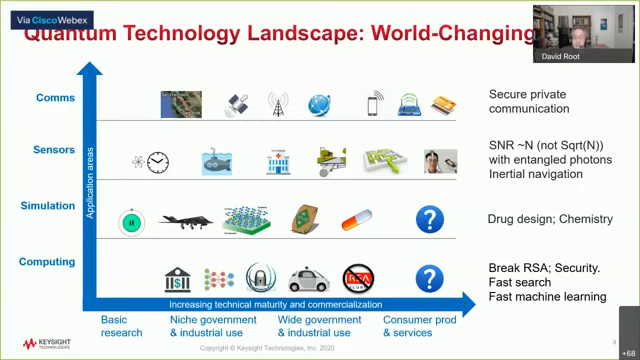 Via Cisco Webex
Quantum Technology Landscape: World-Changing
David Root
Comms
Secure private
communication
Sensors
SNR ~N (not Sqrt(N))
with entangled photons
Inertial navigation
Simulation
Drug design; Chemistry
Computing
Break RSA; Security.
Fast search
Fast machine learning
Application areas
?
?
RSA
Increasing technical maturity and commercialization
Basic
research
Niche government
& industrial use
Wide government
& industrial use
Consumer prod
& services
KEYSIGHT
TECHNOLOGIES
Copyright © Keysight Technologies, Inc. 2020
4
+68